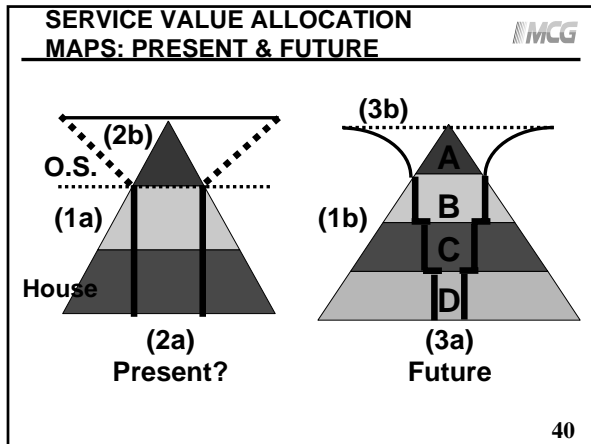 SERVICE VALUE ALLOCATION
MAPS: PRESENT & FUTURE
MCG
(2b)
O.S.
(1a)
House
(2a)
Present?
(3b)
A
(1b)
B
C
D
(3a)
Future
40